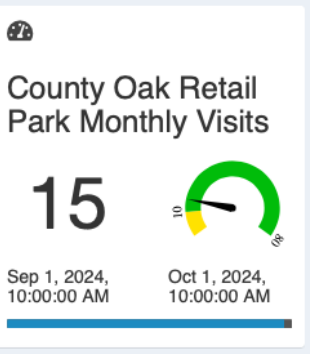 County Oak Retail
Park Monthly Visits
15
10
80
Sep 1, 2024,
10:00:00 AM
Oct 1, 2024,
10:00:00 AM